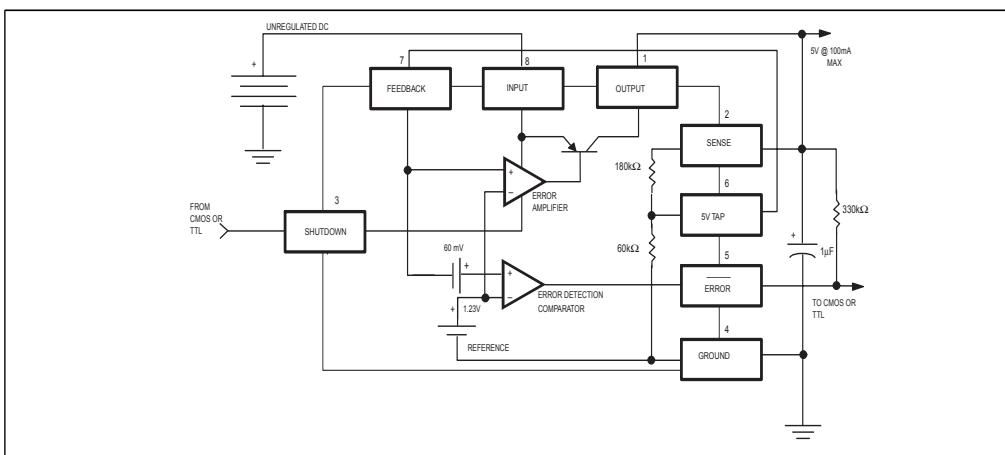 UNREGULATED DC
+
7
8
1
5V @ 100mA
MAX
FEEDBACK
INPUT
OUTPUT
2
SENSE
180kΩ
+
−
ERROR
AMPLIFIER
6
5V TAP
330kΩ
3
FROM
CMOS OR
TTL
SHUTDOWN
60kΩ
+
1µF
60 mV
+
+
−
5
ERROR
ERROR DETECTION
COMPARATOR
TO CMOS OR
TTL
+
1.23V
REFERENCE
4
GROUND